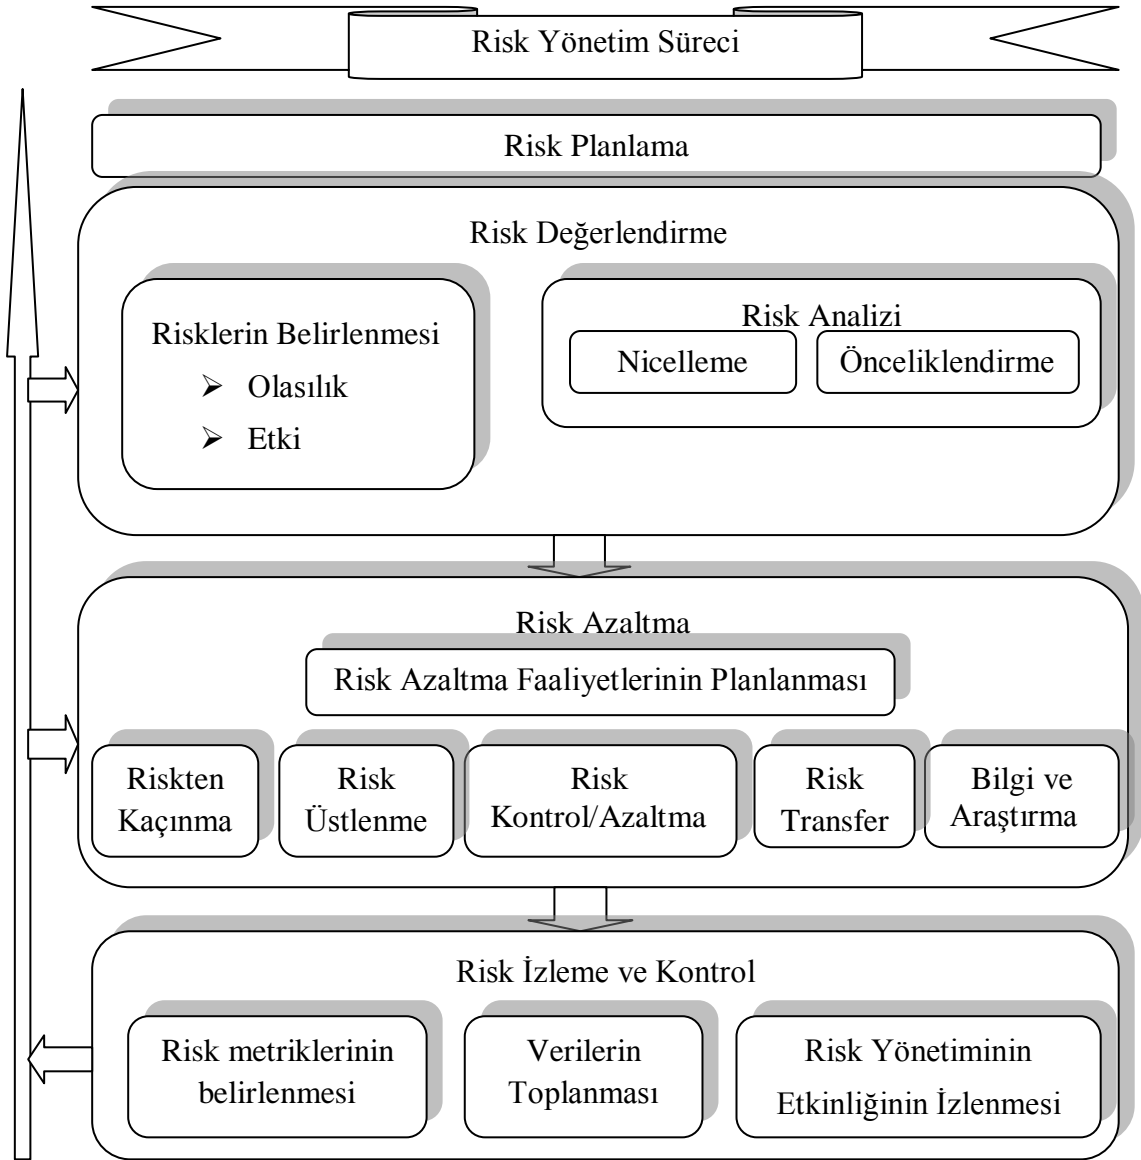 Risk Yönetim Süreci
Risk Planlama
Risk Değerlendirme
Risklerin Belirlenmesi
➢ Olasılık
➢ Etki
Risk Analizi
Nicelleme
Önceliklendirme
Risk Azaltma
Risk Azaltma Faaliyetlerinin Planlanması
Riskten
Kaçınma
Risk
Üstlenme
Risk
Kontrol/Azaltma
Risk
Transfer
Bilgi ve
Araştırma
Risk İzleme ve Kontrol
Risk metriklerinin
belirlenmesi
Verilerin
Toplanması
Risk Yönetiminin
Etkinliğinin İzlenmesi